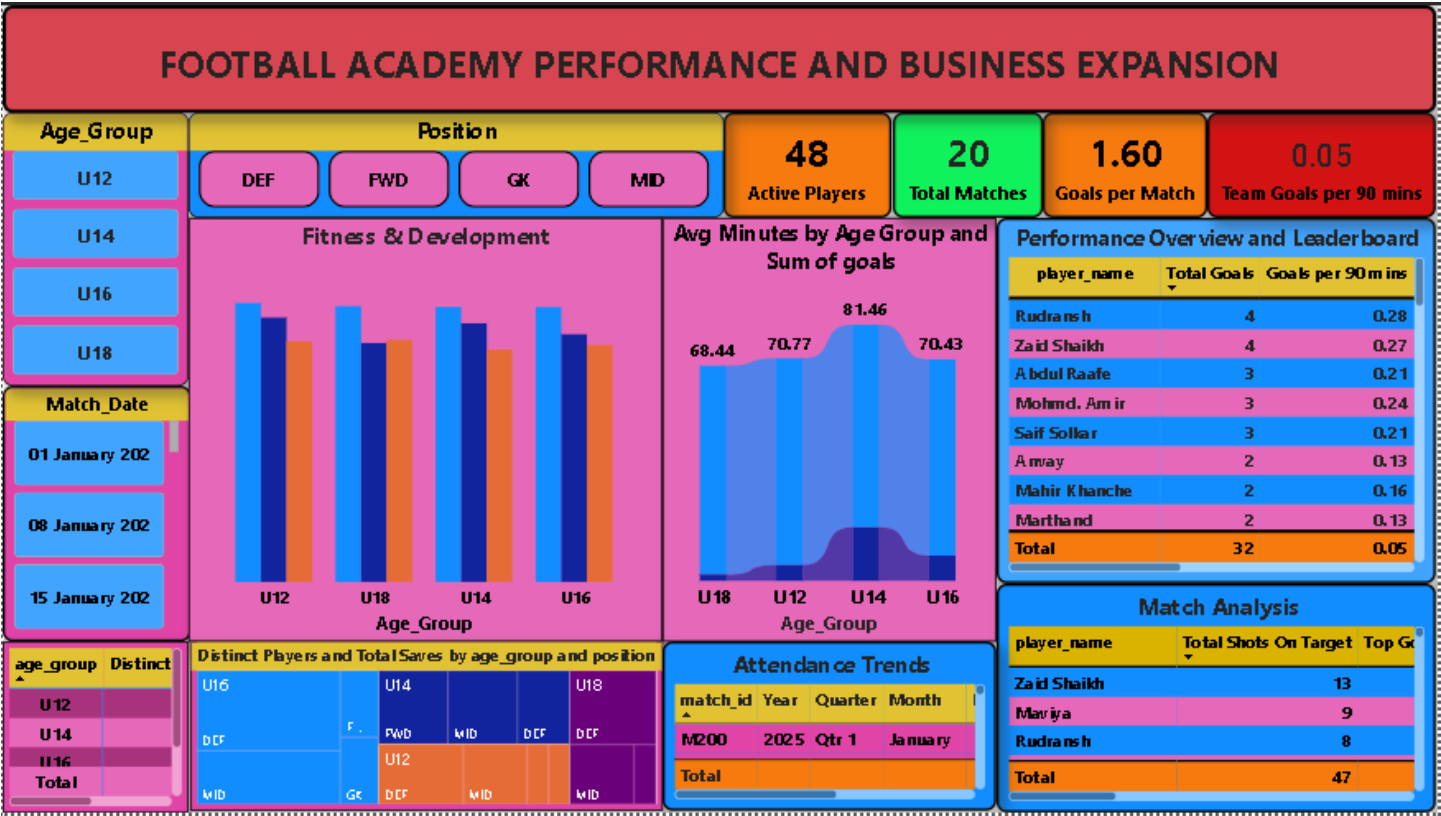 FOOTBALL ACADEMY PERFORMANCE AND BUSINESS EXPANSION
Age_Group
U12
U14
U16
U18
Position
DEF FWD GK MID
48
Active Players
20
Total Matches
1.60
Goals per Match
0.05
Team Goals per 90 mins
Match_Date
01 January 202
08 January 202
15 January 202
Fitness & Development
U12 U18 U14 U16
Age_Group
Avg Minutes by Age Group and
Sum of goals
68.44 70.77 81.46 70.43
U18 U12 U14 U16
Age_Group
Performance Overview and Leaderboard
player_name Total Goals Goals per 90 mins
Rudransh 4 0.28
Zaid Shaikh 4 0.27
Abdul Raafe 3 0.21
Mohmd. Amir 3 0.24
Saif Solkar 3 0.21
Anvay 2 0.13
Mahir Khanche 2 0.16
Marthand 2 0.13
Total 32 0.05
age_group Distinct
U12
U14
U16
Total
Distinct Players and Total Saves by age_group and position
U16
DEF
MID
F...
GK
U14
FWD MID DEF
U12
DEF MID
U18
DEF
MID
Attendance Trends
match_id Year Quarter Month
M200 2025 Qtr 1 January
Total
Match Analysis
player_name Total Shots On Target Top Go
Zaid Shaikh 13
Maviya 9
Rudransh 8
Total 47